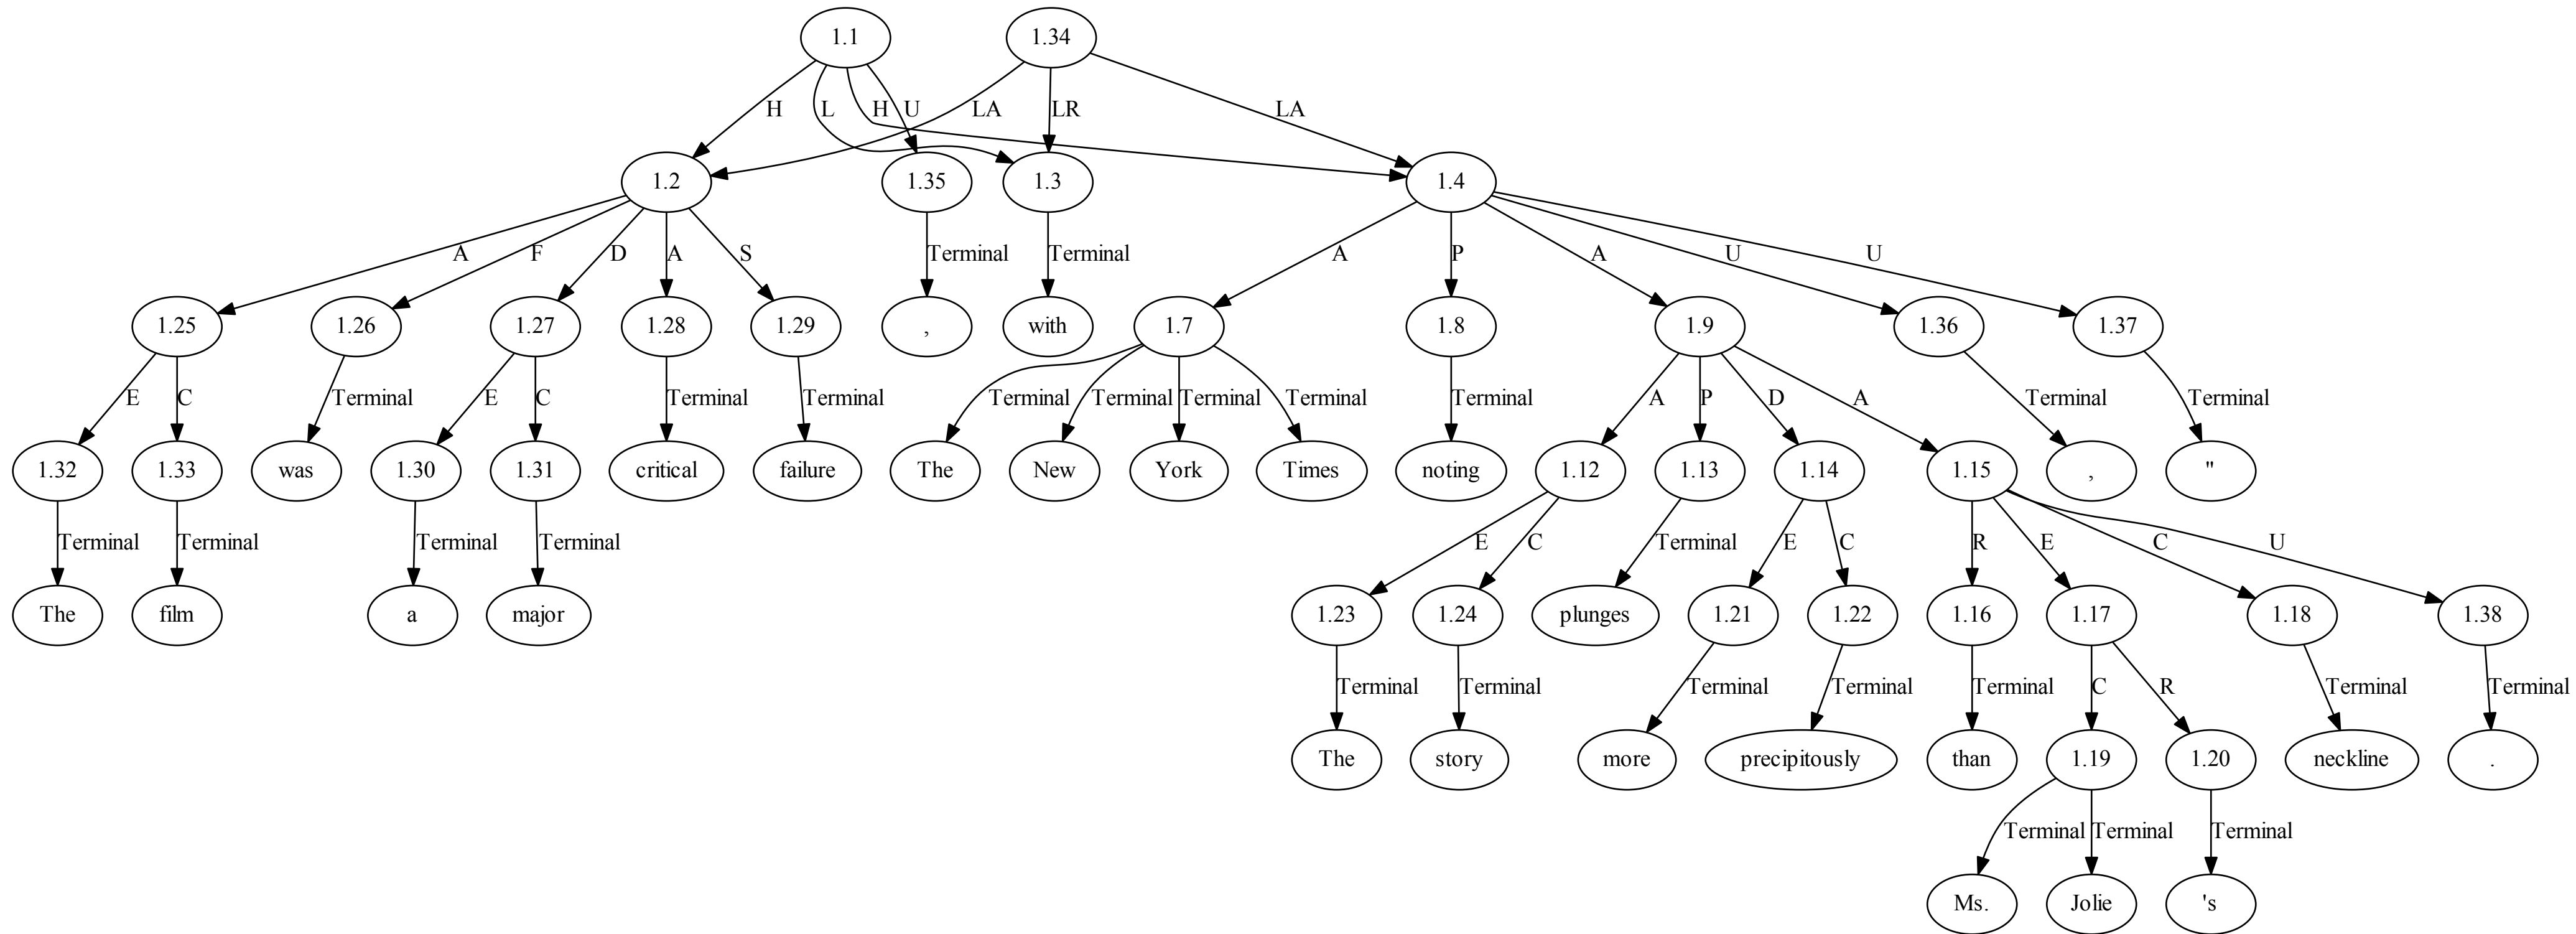 1.1 1.34
H L H U LA LR LA
1.2 1.35 1.3 1.4
A F D A S Terminal Terminal A P A U U
1.25 1.26 1.27 1.28 1.29 , with 1.7 1.8 1.9 1.36 1.37
E C Terminal E C Terminal Terminal Terminal Terminal Terminal Terminal Terminal A P D A Terminal Terminal
1.32 1.33 was 1.30 1.31 critical failure The New York Times noting 1.12 1.13 1.14 1.15 , "
Terminal Terminal Terminal Terminal E C Terminal E C R E C U
The film a major 1.23 1.24 plunges 1.21 1.22 1.16 1.17 1.18 1.38
Terminal Terminal Terminal Terminal Terminal C R Terminal Terminal
The story more precipitously than 1.19 1.20 neckline .
Terminal Terminal Terminal
Ms. Jolie 's